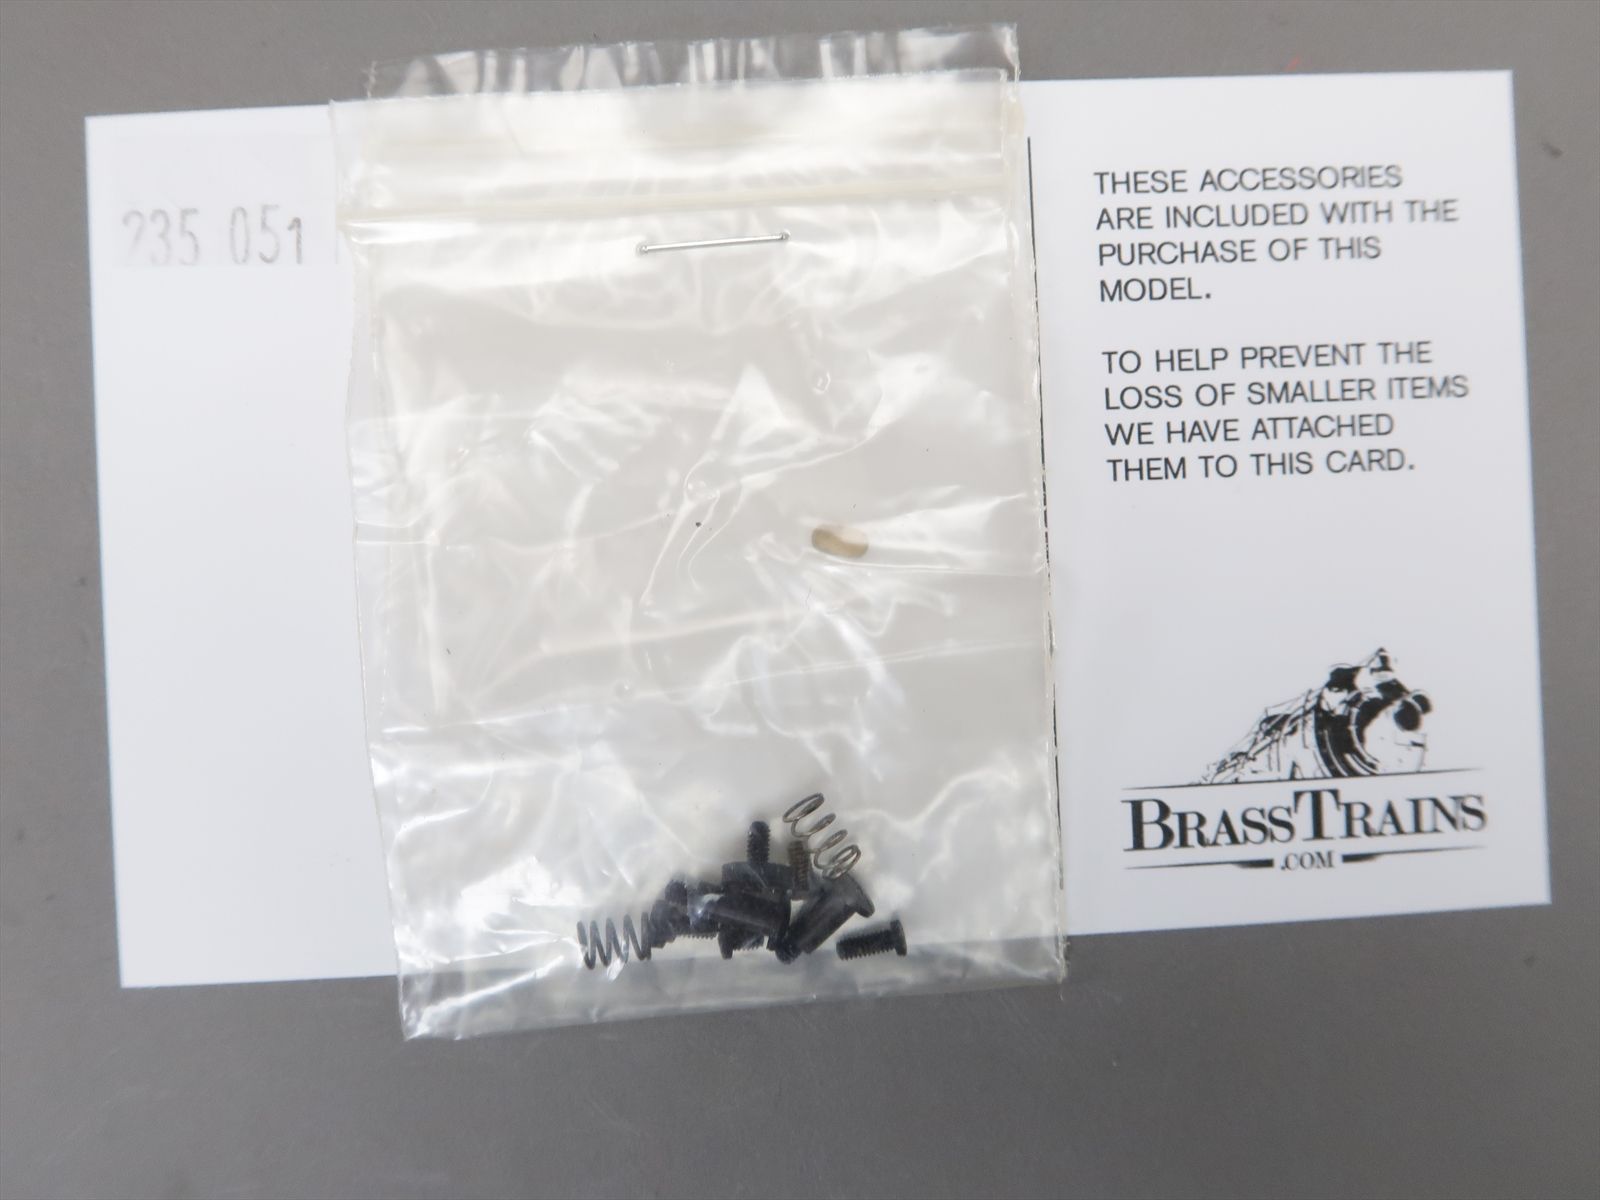 235 051
THESE ACCESSORIES
ARE INCLUDED WITH THE
PURCHASE OF THIS
MODEL.
TO HELP PREVENT THE
LOSS OF SMALLER ITEMS
WE HAVE ATTACHED
THEM TO THIS CARD.
BRASSTRAINS
.COM